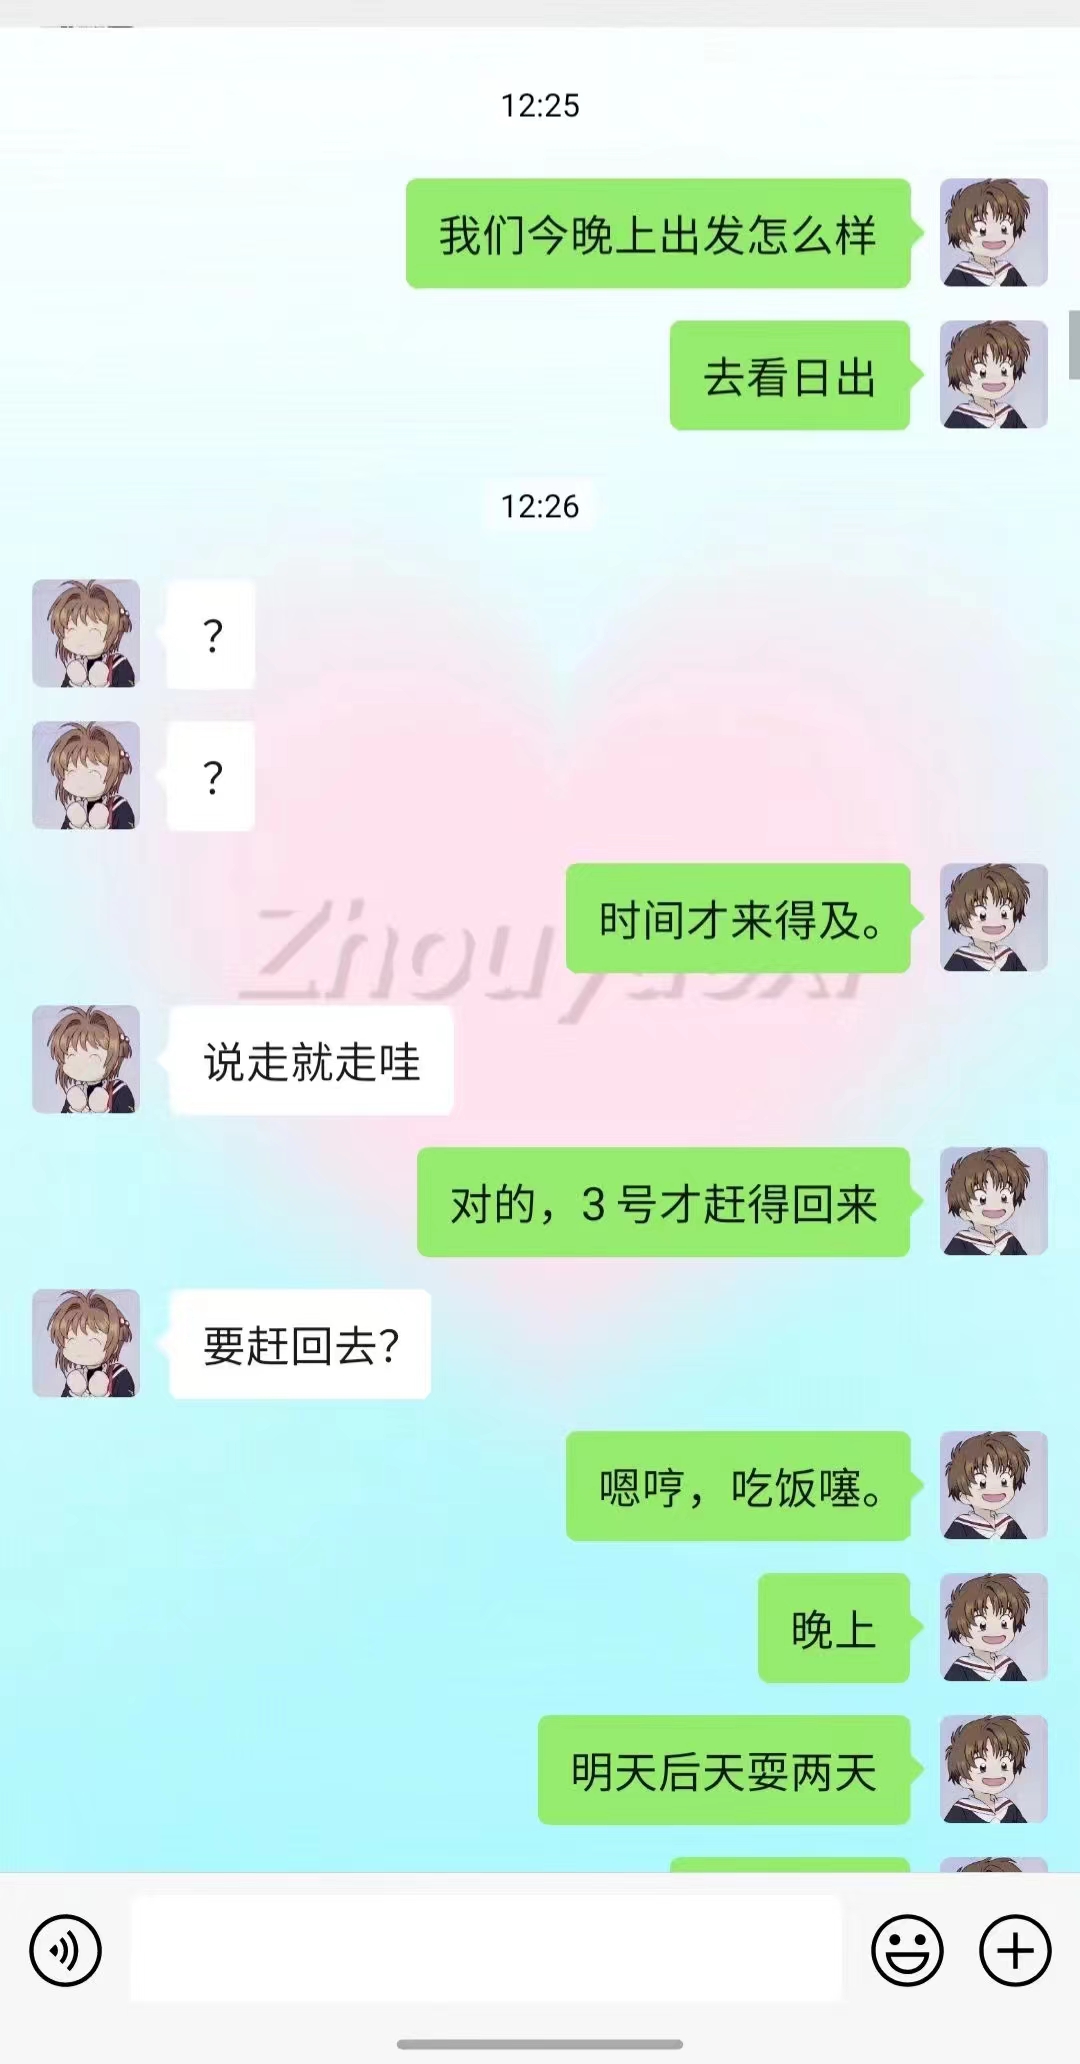 12:25
我们今晚上出发怎么样
去看日出
12:26
？
？
时间才来得及。
说走就走哇
对的，3号才赶得回来
要赶回去？
嗯哼，吃饭噻。
晚上
明天后天耍两天